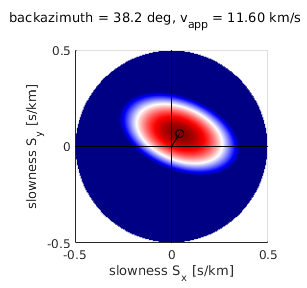 backazimuth = 38.2 deg, v_app = 11.60 km/s
0.5
0
-0.5
slowness S_y [s/km]
-0.5
0
0.5
slowness S_x [s/km]